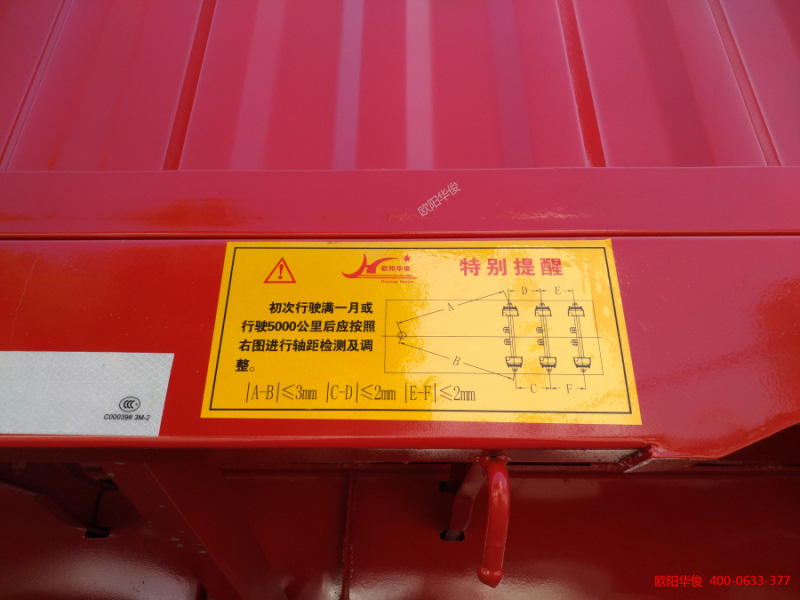 欧阳华俊
欧阳华俊
特别提醒
初次行驶满一月或
行驶5000公里后应按照
右图进行轴距检测及调
整。
A
B
C
D
E
F
|A-B|≤3mm |C-D|≤2mm |E-F|≤2mm
CCC
C000396 3M-2
欧阳华俊 400-0633-377